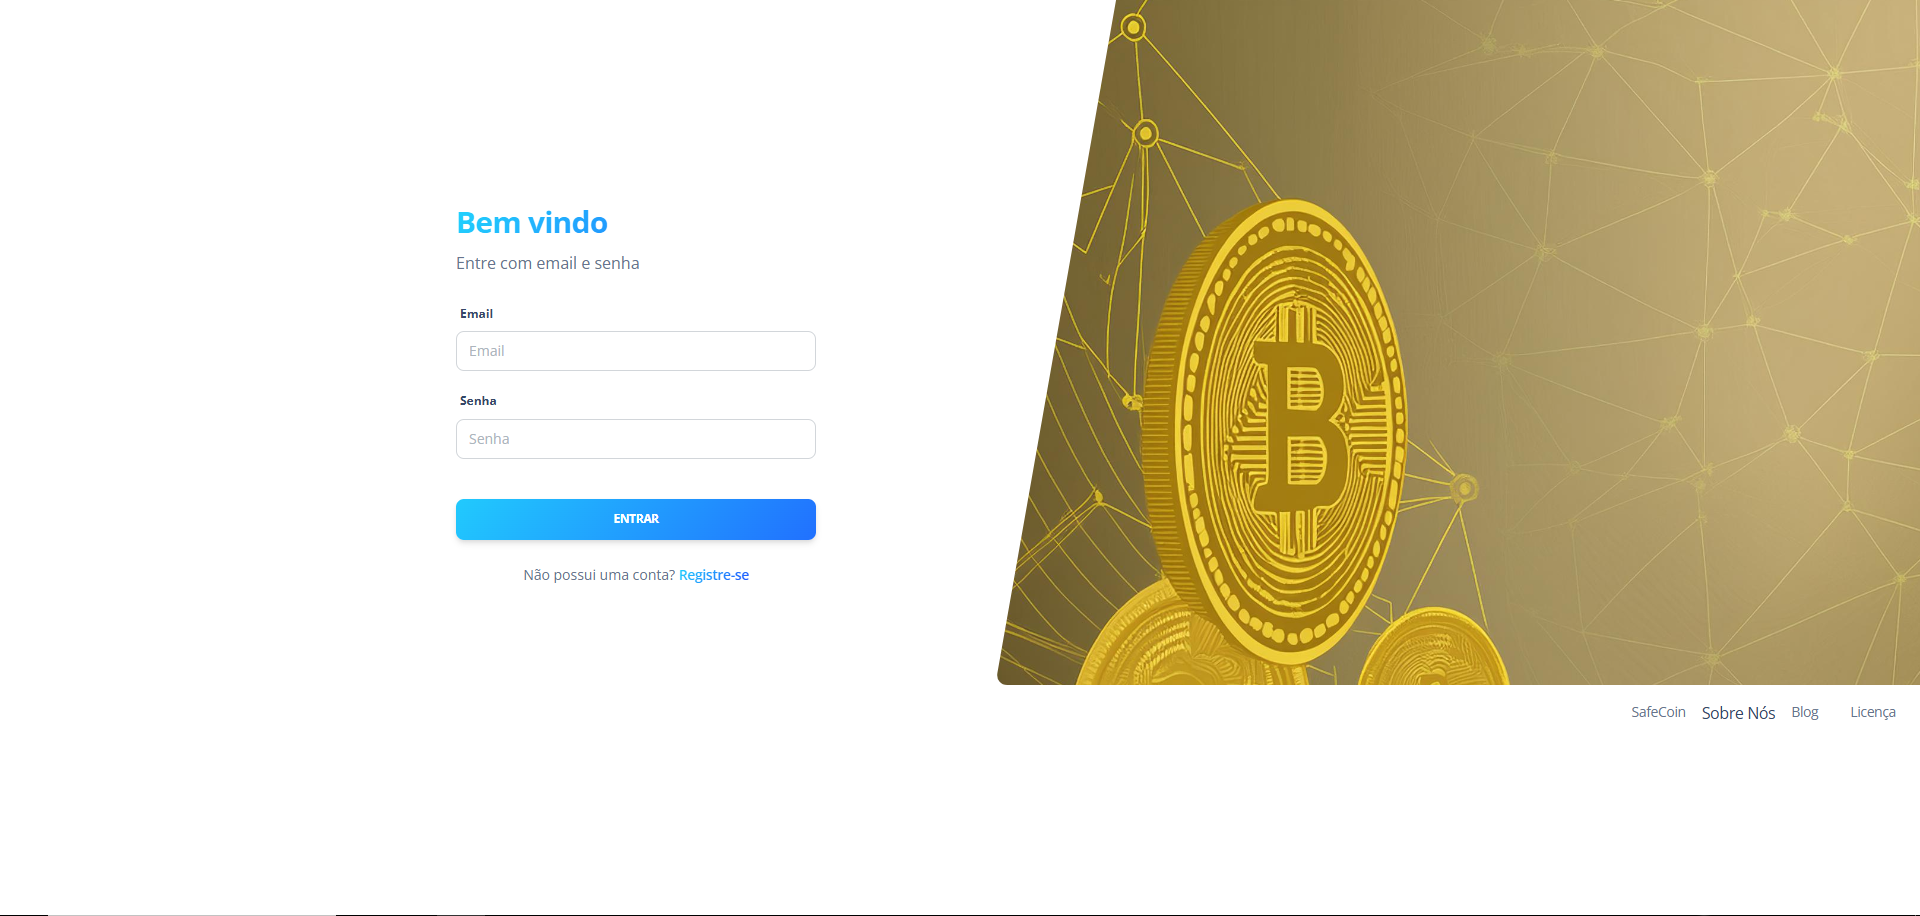 Bem vindo
Entre com email e senha
Email
Email
Senha
Senha
ENTRAR
Não possui uma conta? Registre-se
SafeCoin Sobre Nós Blog Licença